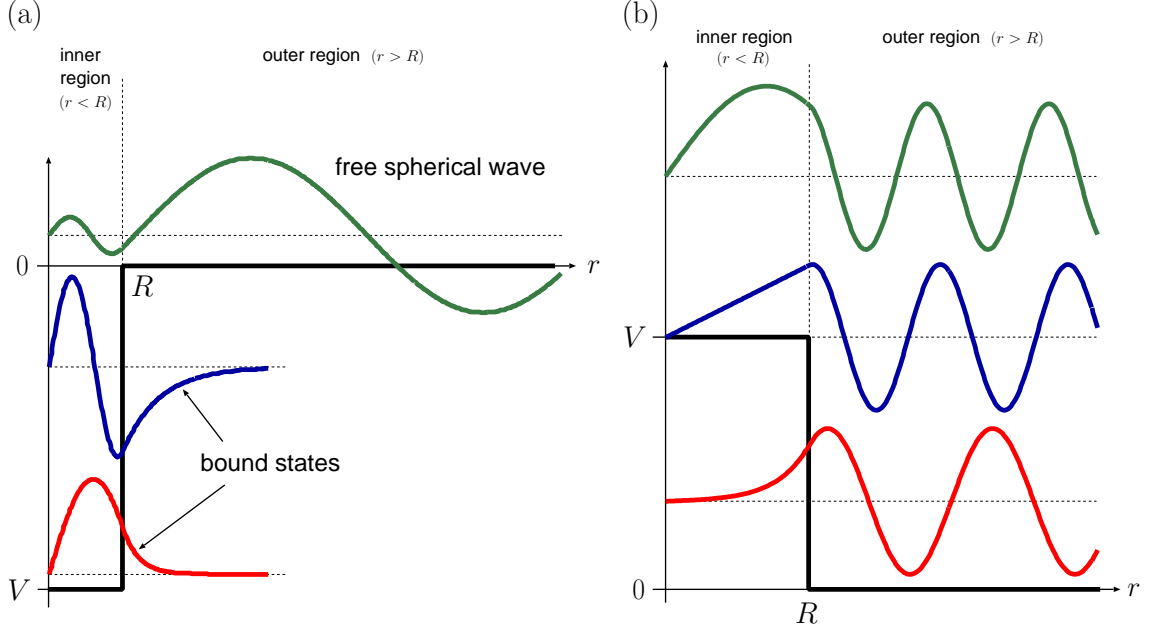 (a)
inner
region
(r < R)
outer region (r > R)
free spherical wave
0
R
r
bound states
V
(b)
inner region
(r < R)
outer region (r > R)
V
0
R
r